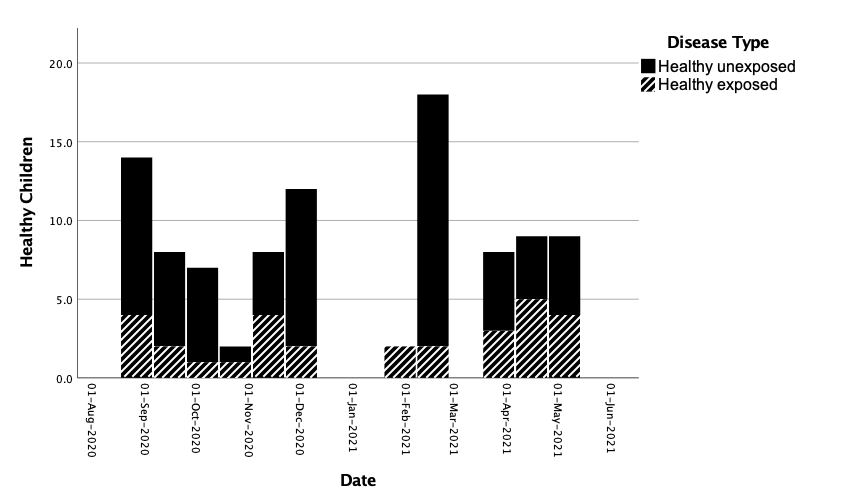 Disease Type
Healthy unexposed
Healthy exposed
Healthy Children
20.0
15.0
10.0
5.0
0.0
01-Aug-2020
01-Sep-2020
01-Oct-2020
01-Nov-2020
01-Dec-2020
01-Jan-2021
01-Feb-2021
01-Mar-2021
01-Apr-2021
01-May-2021
01-Jun-2021
Date